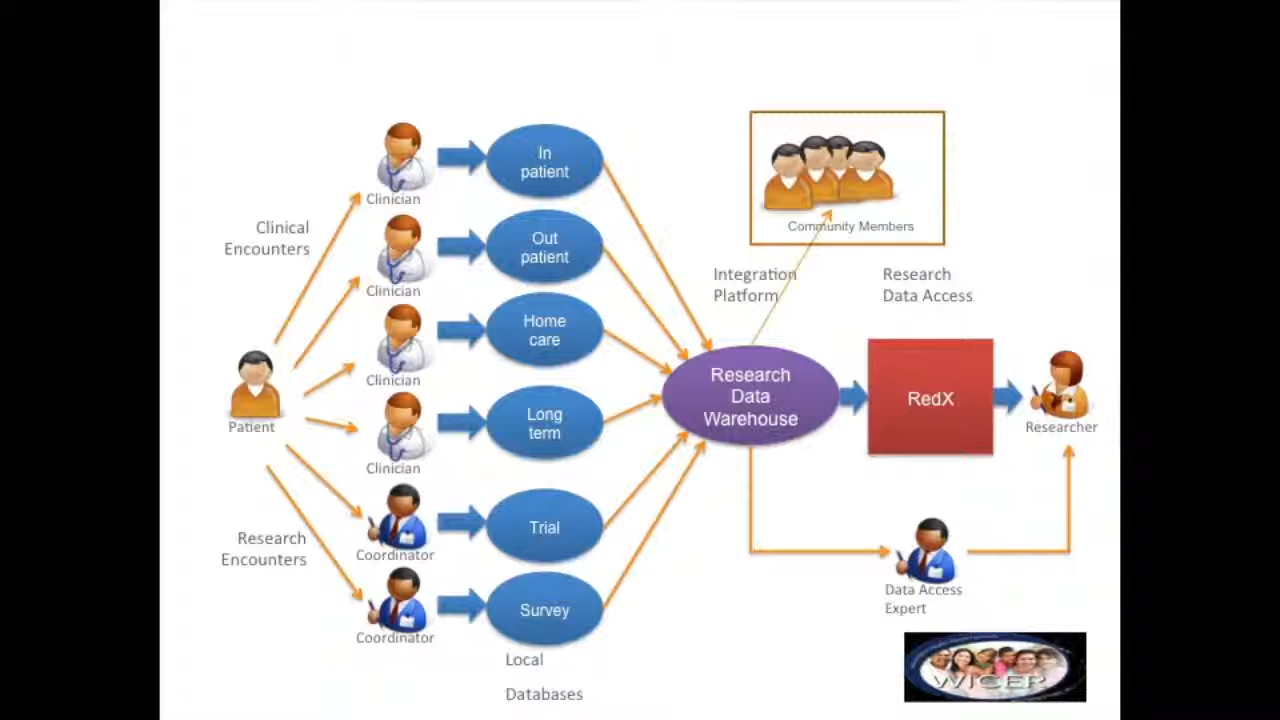 In
patient
Clinician
Clinical
Encounters
Out
patient
Clinician
Home
care
Clinician
Long
term
Clinician
Patient
Research
Encounters
Trial
Coordinator
Survey
Coordinator
Local
Databases
Community Members
Integration
Platform
Research
Data Access
Research
Data
Warehouse
RedX
Researcher
Data Access
Expert
WICER